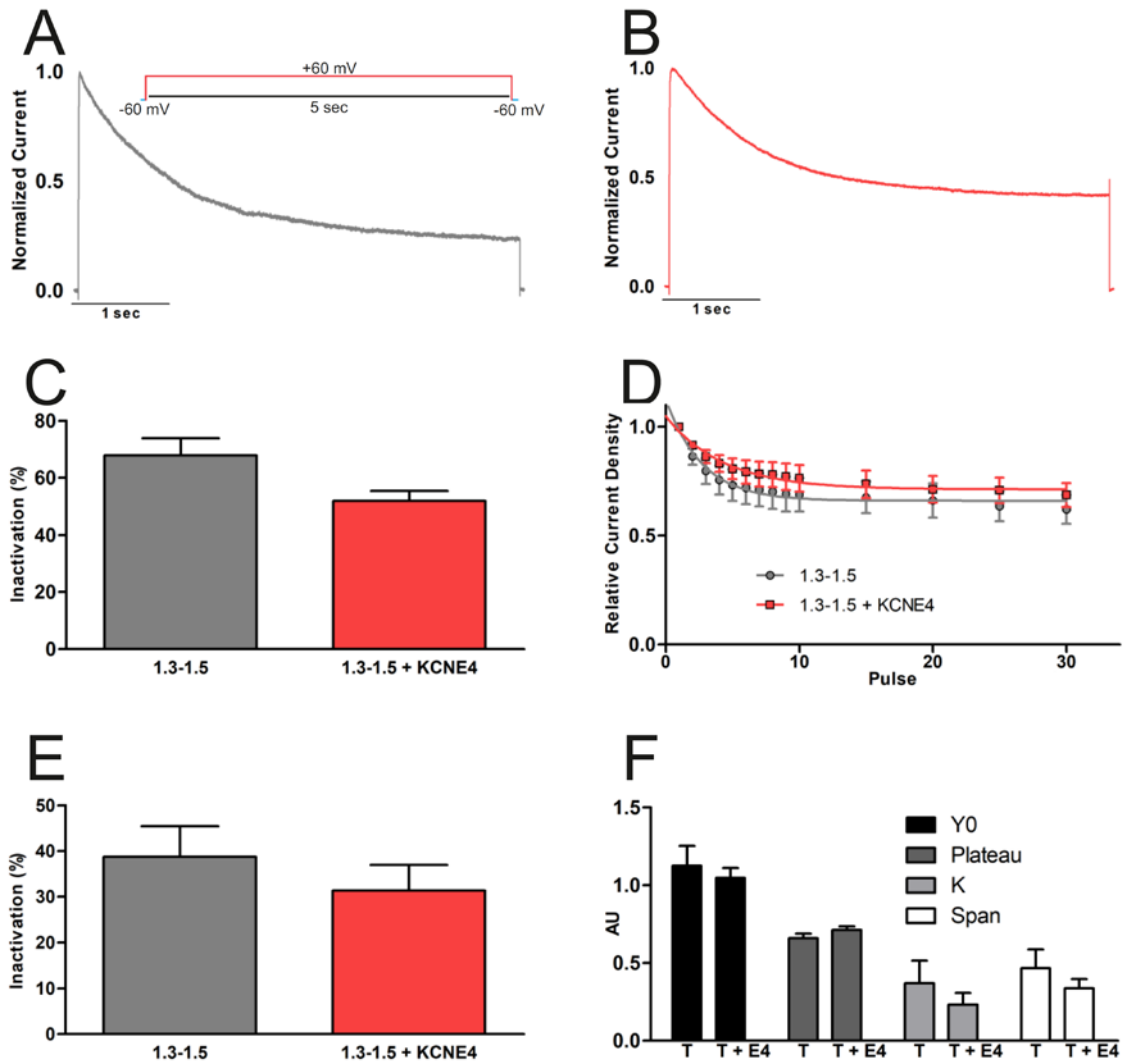 A
Normalized Current
1.0
0.5
0.0
+60 mV
-60 mV
5 sec
-60 mV
1 sec
B
Normalized Current
1.0
0.5
0.0
1 sec
C
Inactivation (%)
80
60
40
20
0
1.3-1.5
1.3-1.5 + KCNE4
D
Relative Current Density
1.0
0.5
0.0
1.3-1.5
1.3-1.5 + KCNE4
0
10
20
30
Pulse
E
Inactivation (%)
50
40
30
20
10
0
1.3-1.5
1.3-1.5 + KCNE4
F
AU
1.5
1.0
0.5
0.0
Y0
Plateau
K
Span
T
T + E4
T
T + E4
T
T + E4
T
T + E4